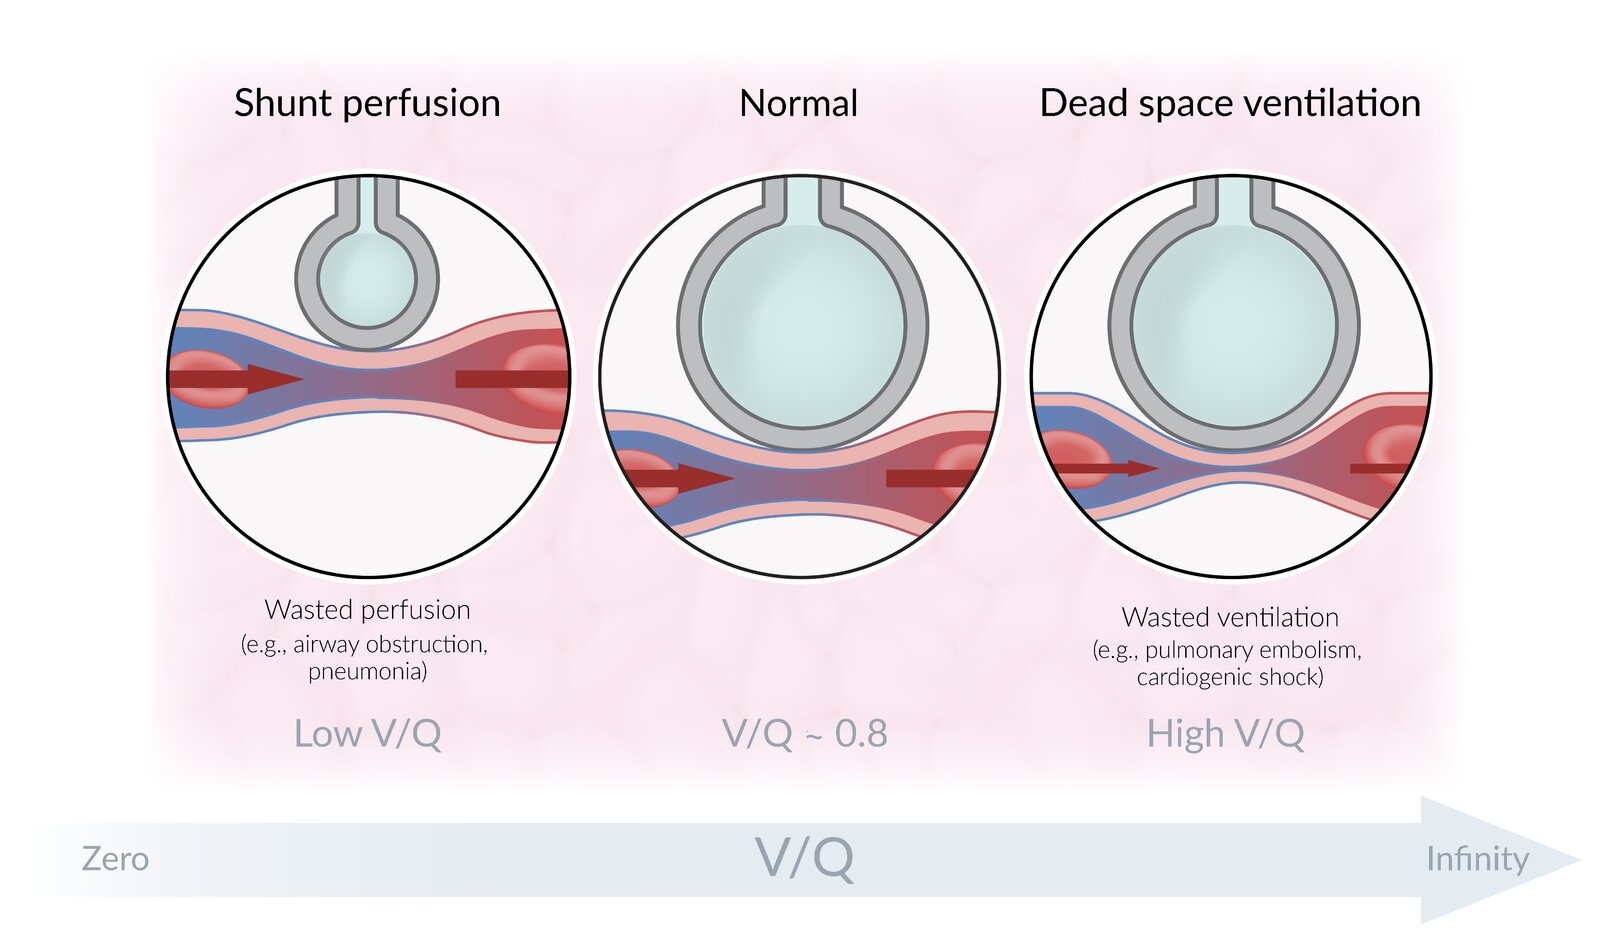 Shunt perfusion
Normal
Dead space ventilation
Wasted perfusion
(e.g., airway obstruction,
pneumonia)
Wasted ventilation
(e.g., pulmonary embolism,
cardiogenic shock)
Low V/Q
V/Q ~ 0.8
High V/Q
Zero
V/Q
Infinity